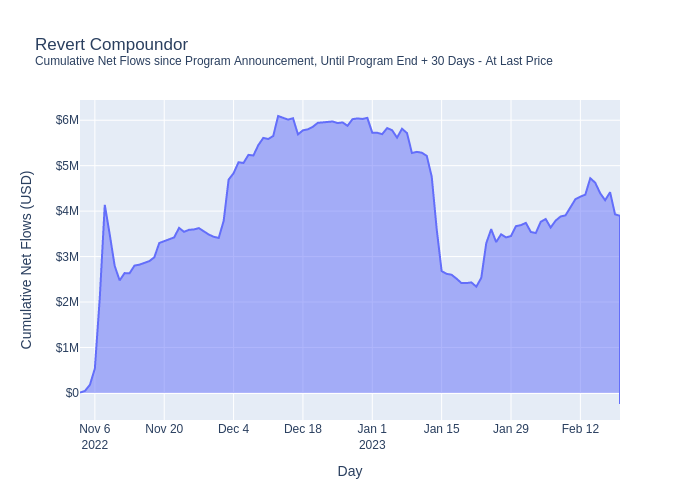 Revert Compoundor
Cumulative Net Flows since Program Announcement, Until Program End + 30 Days - At Last Price
Cumulative Net Flows (USD)
$6M
$5M
$4M
$3M
$2M
$1M
$0
Nov 6 Nov 20 Dec 4 Dec 18 Jan 1 Jan 15 Jan 29 Feb 12
2022 2023
Day